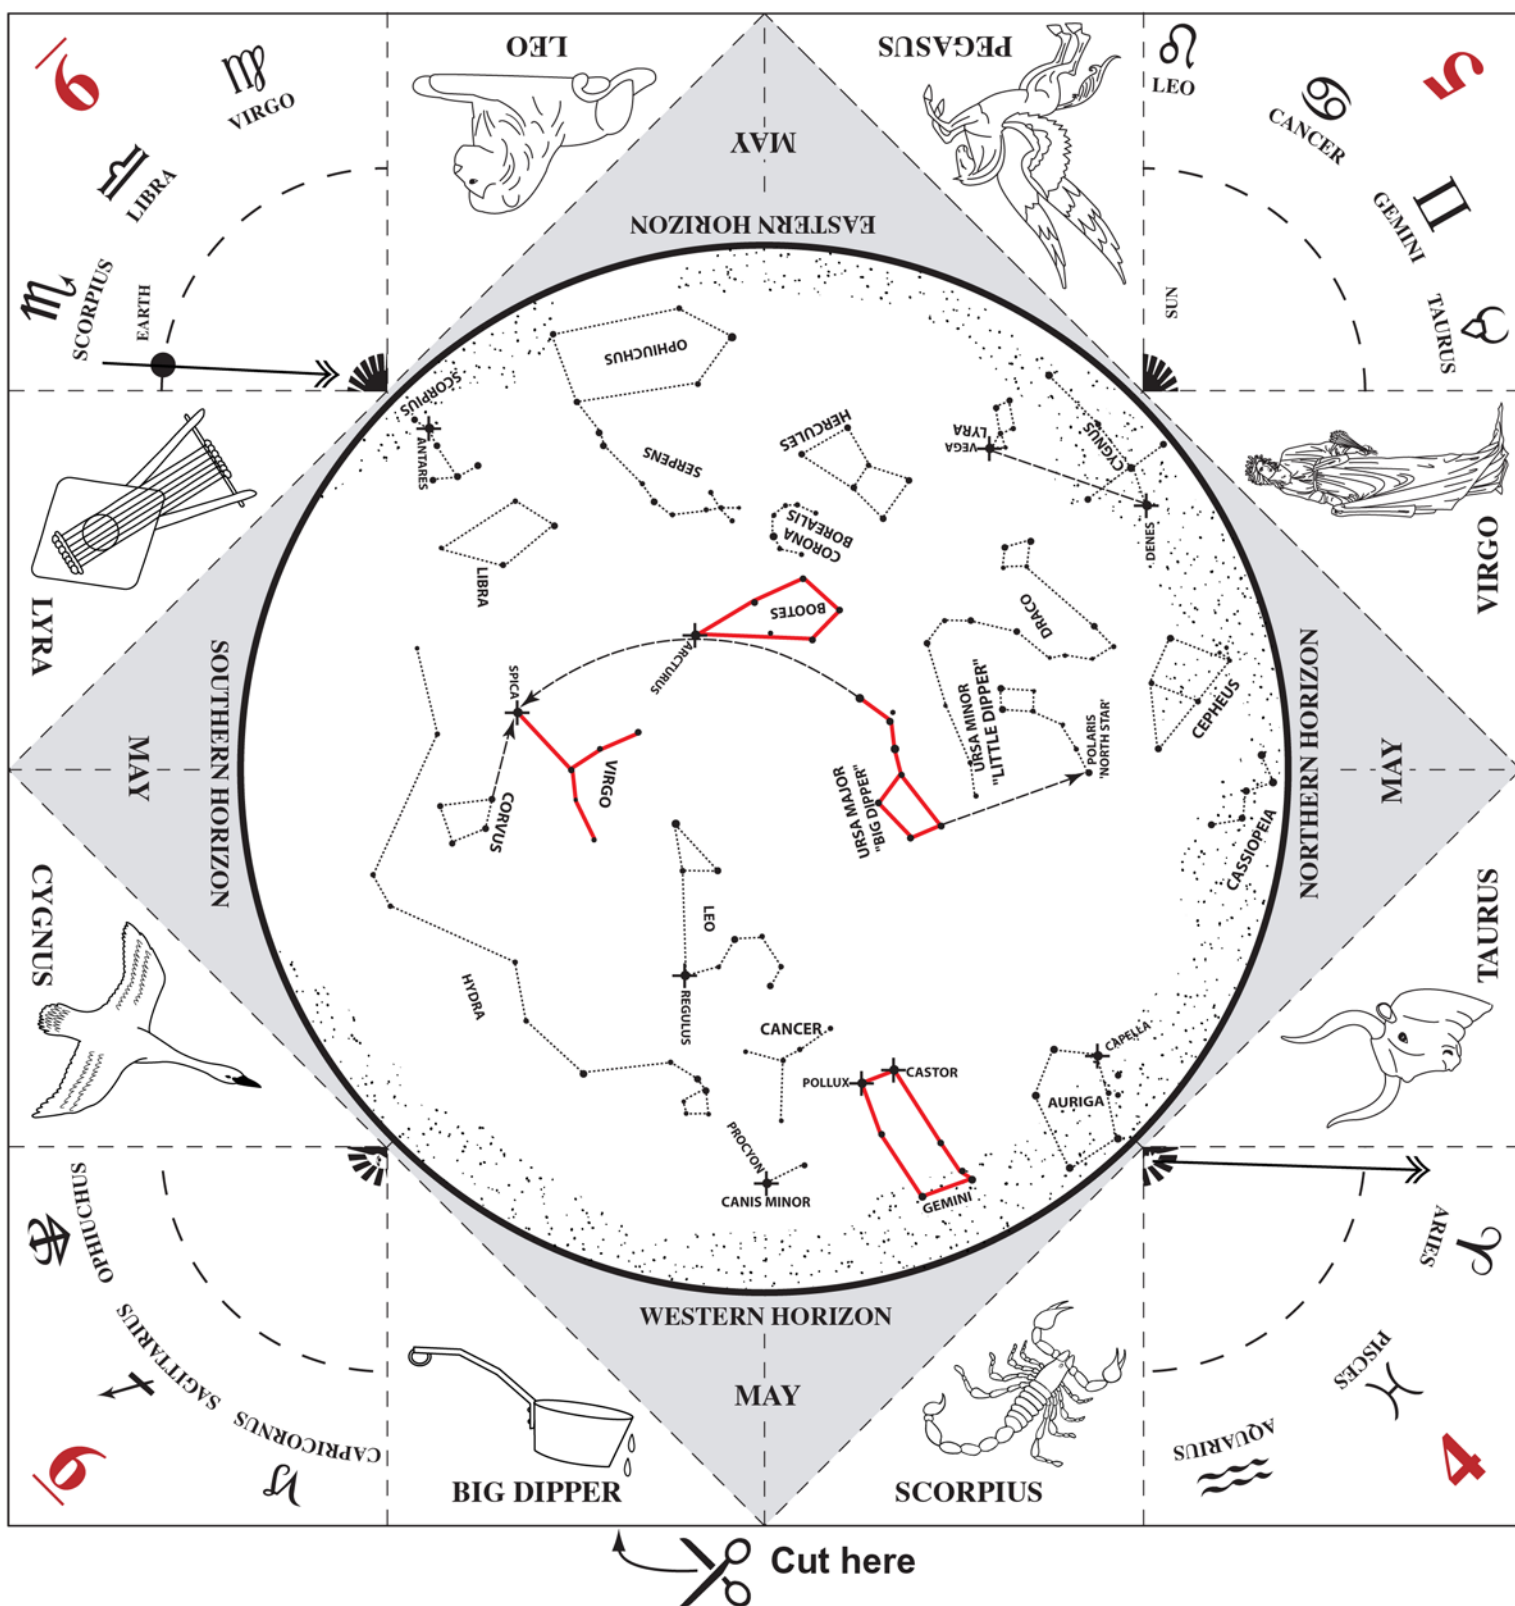 6
VIRGO
LIBRA
SCORPIUS
EARTH
LEO
PEGASUS
LEO
CANCER
GEMINI
TAURUS
SUN
5
MAY
EASTERN HORIZON
LYRA
SOUTHERN HORIZON
MAY
CYGNUS
VIRGO
NORTHERN HORIZON
MAY
TAURUS
OPHIUCHUS
SCORPIUS
ANTARES
SERPENS
HERCULES
LYRA
VEGA
CYGNUS
DENES
CORONA
BOREALIS
LIBRA
BOOTES
ARCTURUS
DRACO
SPICA
URSA MINOR
"LITTLE DIPPER"
POLARIS
'NORTH STAR'
CEPHEUS
VIRGO
CORVUS
URSA MAJOR
"BIG DIPPER"
CASSIOPEIA
LEO
HYDRA
REGULUS
CANCER
POLLUX
CASTOR
CAPELLA
AURIGA
PROCYON
CANIS MINOR
GEMINI
WESTERN HORIZON
MAY
OPHIUCHUS
SAGITTARIUS
CAPRICORNUS
6
BIG DIPPER
SCORPIUS
ARIES
PISCES
AQUARIUS
4
Cut here